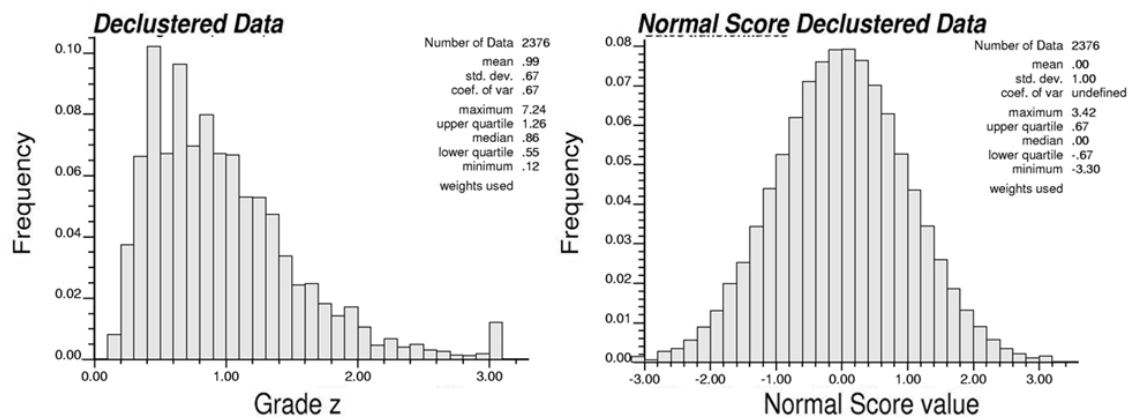 Declustered Data
Number of Data 2376
mean .99
std. dev. .67
coef. of var .67
maximum 7.24
upper quartile 1.26
median .86
lower quartile .55
minimum .12
weights used
Frequency
0.10
0.08
0.06
0.04
0.02
0.00
0.00 1.00 2.00 3.00
Grade z
Normal Score Declustered Data
Number of Data 2376
mean .00
std. dev. 1.00
coef. of var undefined
maximum 3.42
upper quartile .67
median .00
lower quartile -.67
minimum -3.30
weights used
Frequency
0.08
0.07
0.06
0.05
0.04
0.03
0.02
0.01
0.00
-3.00 -2.00 -1.00 0.00 1.00 2.00 3.00
Normal Score value